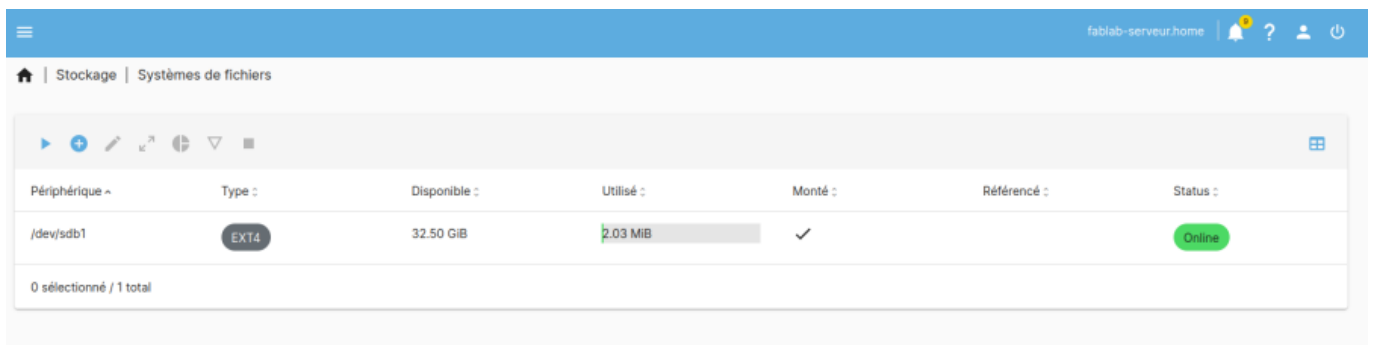 fablab-serveur.home
Stockage | Systèmes de fichiers
Périphérique Type Disponible Utilisé Monté Référencé Status
/dev/sdb1 EXT4 32.50 GiB 2.03 MiB Online
0 sélectionné / 1 total